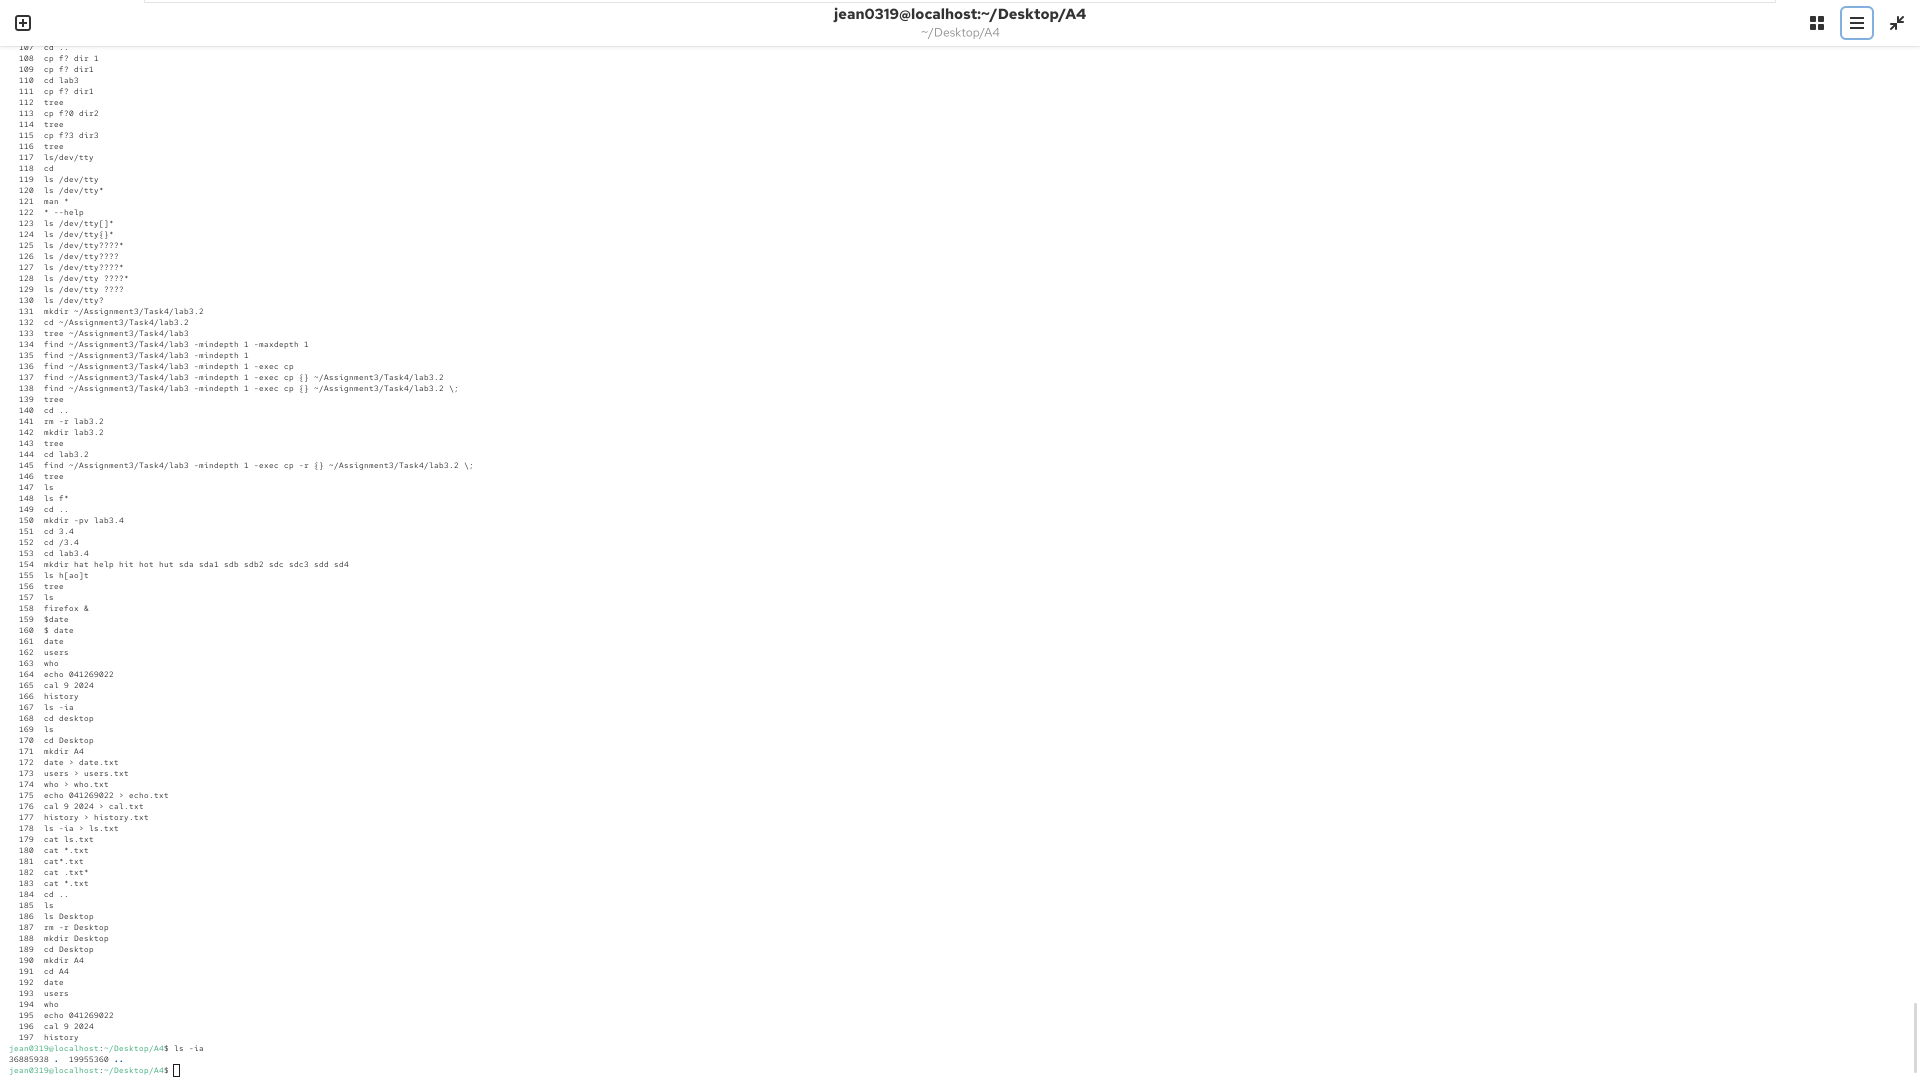 jean0319@localhost:~/Desktop/A4
~/Desktop/A4
107 cd ..
108 cp f? dir 1
109 cp f? dir1
110 cd lab3
111 cp f? dir1
112 tree
113 cp f?0 dir2
114 tree
115 cp f?3 dir3
116 tree
117 ls/dev/tty
118 cd
119 ls /dev/tty
120 ls /dev/tty*
121 man *
122 * --help
123 ls /dev/tty[]*
124 ls /dev/tty{}*
125 ls /dev/tty????*
126 ls /dev/tty????
127 ls /dev/tty????*
128 ls /dev/tty ????*
129 ls /dev/tty ????
130 ls /dev/tty?
131 mkdir ~/Assignment3/Task4/lab3.2
132 cd ~/Assignment3/Task4/lab3.2
133 tree ~/Assignment3/Task4/lab3
134 find ~/Assignment3/Task4/lab3 -mindepth 1 -maxdepth 1
135 find ~/Assignment3/Task4/lab3 -mindepth 1
136 find ~/Assignment3/Task4/lab3 -mindepth 1 -exec cp
137 find ~/Assignment3/Task4/lab3 -mindepth 1 -exec cp {} ~/Assignment3/Task4/lab3.2
138 find ~/Assignment3/Task4/lab3 -mindepth 1 -exec cp {} ~/Assignment3/Task4/lab3.2 \;
139 tree
140 cd ..
141 rm -r lab3.2
142 mkdir lab3.2
143 tree
144 cd lab3.2
145 find ~/Assignment3/Task4/lab3 -mindepth 1 -exec cp -r {} ~/Assignment3/Task4/lab3.2 \;
146 tree
147 ls
148 ls f*
149 cd ..
150 mkdir -pv lab3.4
151 cd 3.4
152 cd /3.4
153 cd lab3.4
154 mkdir hat help hit hot hut sda sda1 sdb sdb2 sdc sdc3 sdd sd4
155 ls h[ao]t
156 tree
157 ls
158 firefox &
159 $date
160 $ date
161 date
162 users
163 who
164 echo 041269022
165 cal 9 2024
166 history
167 ls -ia
168 cd desktop
169 ls
170 cd Desktop
171 mkdir A4
172 date > date.txt
173 users > users.txt
174 who > who.txt
175 echo 041269022 > echo.txt
176 cal 9 2024 > cal.txt
177 history > history.txt
178 ls -ia > ls.txt
179 cat ls.txt
180 cat *.txt
181 cat*.txt
182 cat .txt*
183 cat *.txt
184 cd ..
185 ls
186 ls Desktop
187 rm -r Desktop
188 mkdir Desktop
189 cd Desktop
190 mkdir A4
191 cd A4
192 date
193 users
194 who
195 echo 041269022
196 cal 9 2024
197 history
jean0319@localhost:~/Desktop/A4$ ls -ia
36885938 . 19955360 ..
jean0319@localhost:~/Desktop/A4$